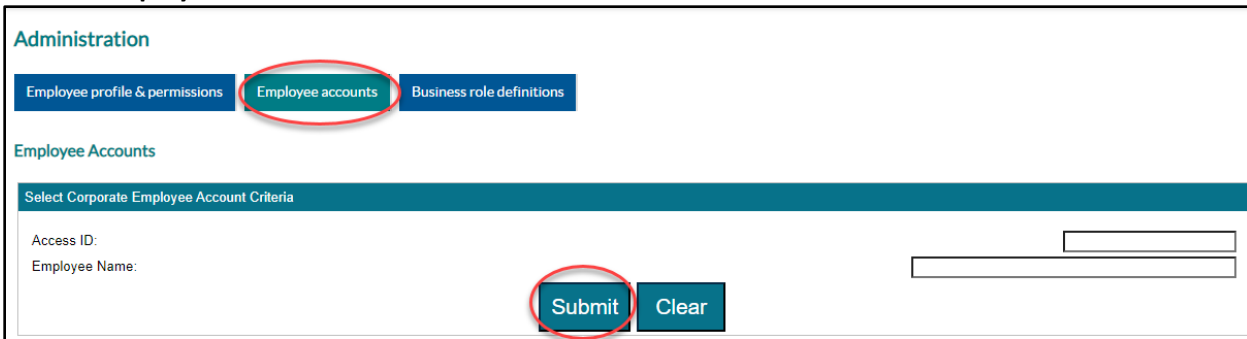 Administration
Employee profile & permissions Employee accounts Business role definitions
Employee Accounts
Select Corporate Employee Account Criteria
Access ID:
Employee Name:
Submit Clear